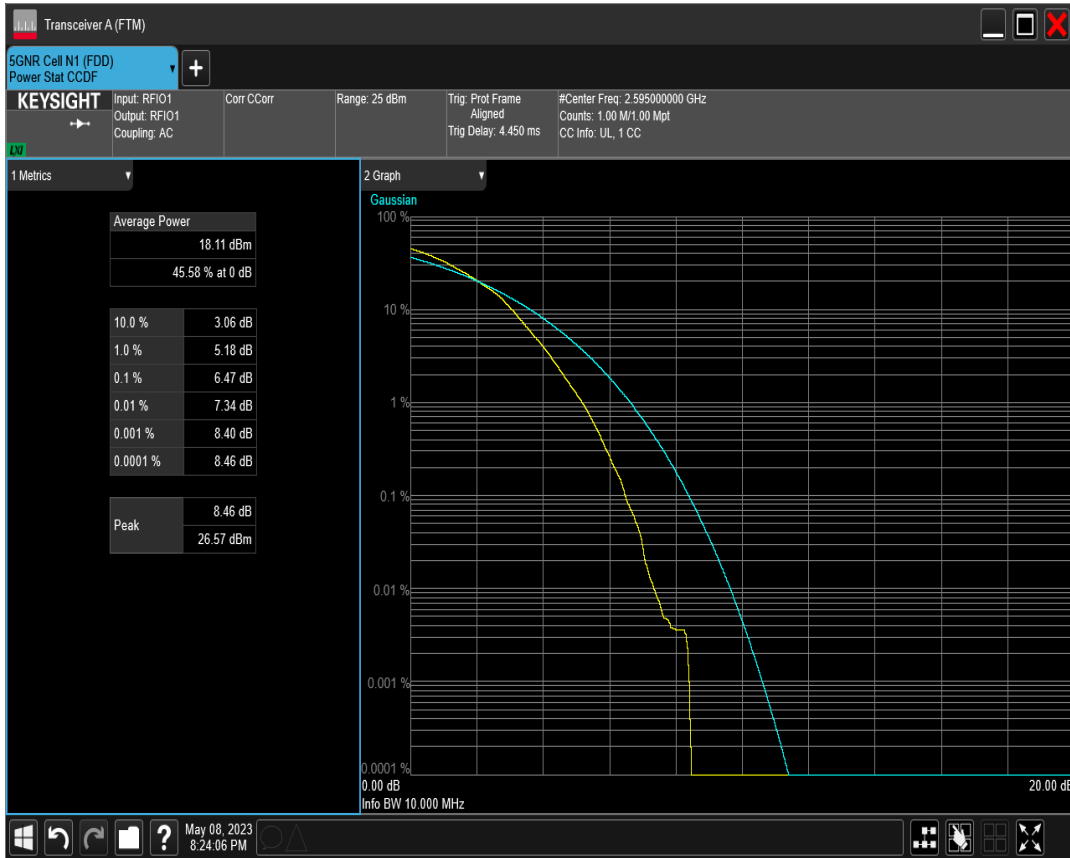 Transceiver A (FTM)
5GNR Cell N1 (FDD)
Power Stat CCDF
+
KEYSIGHT
LXI
Input: RFIO1
Output: RFIO1
Coupling: AC
Corr CCorr
Range: 25 dBm
Trig: Prot Frame
Aligned
Trig Delay: 4.450 ms
#Center Freq: 2.595000000 GHz
Counts: 1.00 M/1.00 Mpt
CC Info: UL, 1 CC
1 Metrics
Average Power
18.11 dBm
45.58 % at 0 dB
10.0 % 3.06 dB
1.0 % 5.18 dB
0.1 % 6.47 dB
0.01 % 7.34 dB
0.001 % 8.40 dB
0.0001 % 8.46 dB
Peak
8.46 dB
26.57 dBm
2 Graph
Gaussian
100 %
10 %
1 %
0.1 %
0.01 %
0.001 %
0.0001 %
0.00 dB 20.00 dB
Info BW 10.000 MHz
?
May 08, 2023
8:24:06 PM